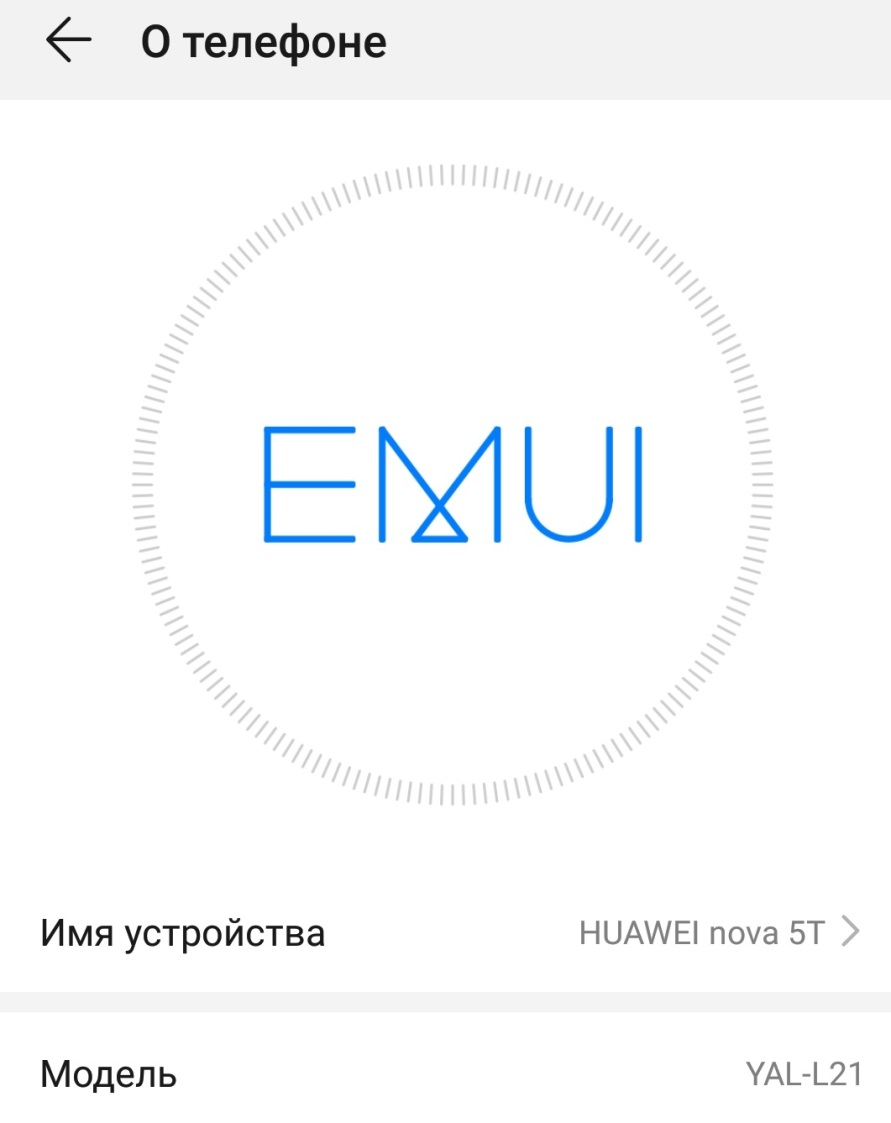 О телефоне
EMUI
Имя устройства HUAWEI nova 5T
Модель YAL-L21